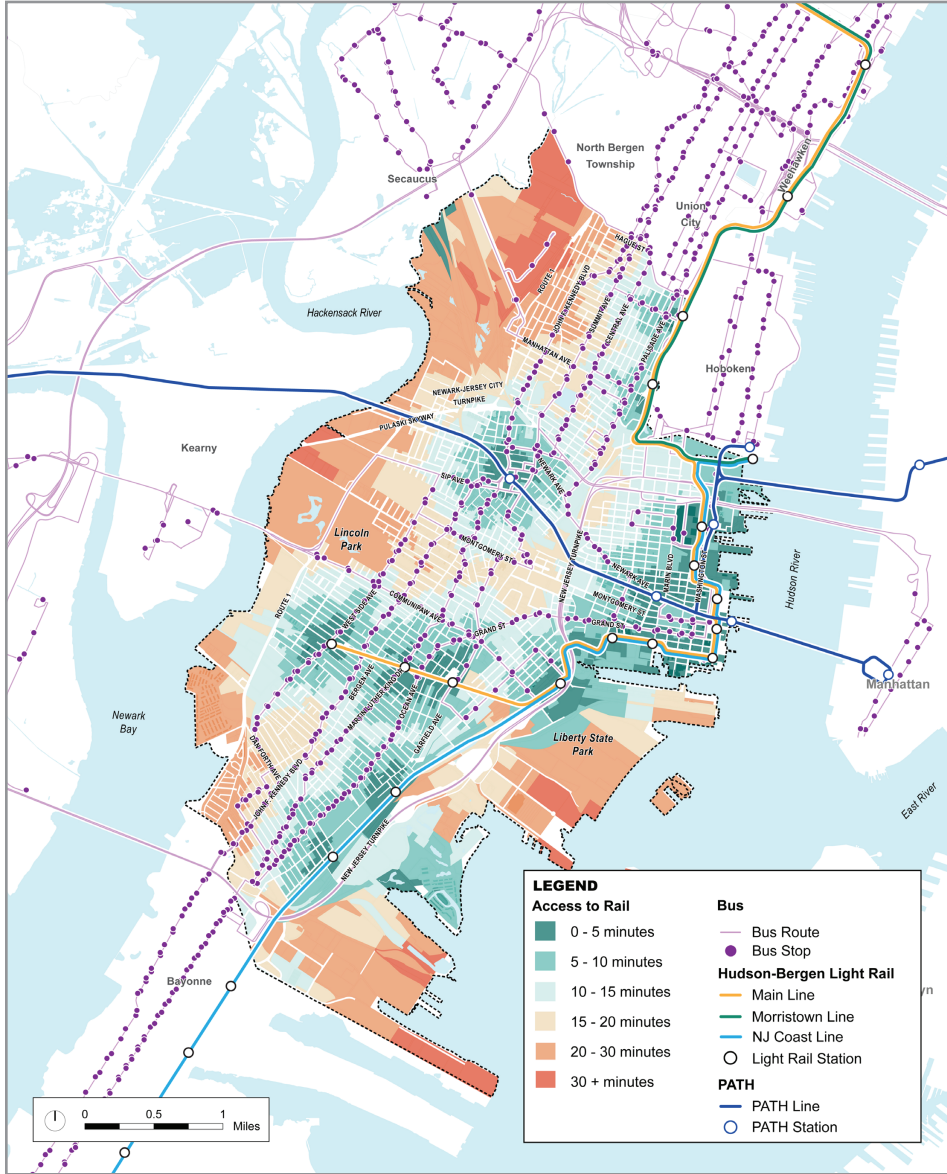 North Bergen
Township
Secaucus
Weehawken
Union
City
HAGUE ST
ROUTE 1
JOHN F KENNEDY BLVD
SUMMIT AVE
CENTRAL AVE
PALISADE AVE
Hackensack River
MANHATTAN AVE
Hoboken
NEWARK-JERSEY CITY
TURNPIKE
PULASKI SKYWAY
Kearny
SIP AVE
NEWARK AVE
Lincoln
Park
MONTGOMERY ST
NEW JERSEY TURNPIKE
NEWARK AVE
MARIN BLVD
WASHINGTON ST
Hudson River
ROUTE 1
WEST SIDE AVE
COMMUNIPAW AVE
MONTGOMERY ST
GRAND ST
GRAND ST
BERGEN AVE
MARTIN LUTHER KING DR
OCEAN AVE
GARFIELD AVE
Manhattan
Newark
Bay
Liberty State
Park
DANFORTH AVE
JOHN F. KENNEDY BLVD
NEW JERSEY TURNPIKE
East River
Bayonne
LEGEND
Access to Rail
0 - 5 minutes
5 - 10 minutes
10 - 15 minutes
15 - 20 minutes
20 - 30 minutes
30 + minutes
Bus
Bus Route
Bus Stop
Hudson-Bergen Light Rail
Main Line
Morristown Line
NJ Coast Line
Light Rail Station
PATH
PATH Line
PATH Station
yn
0 0.5 1
Miles